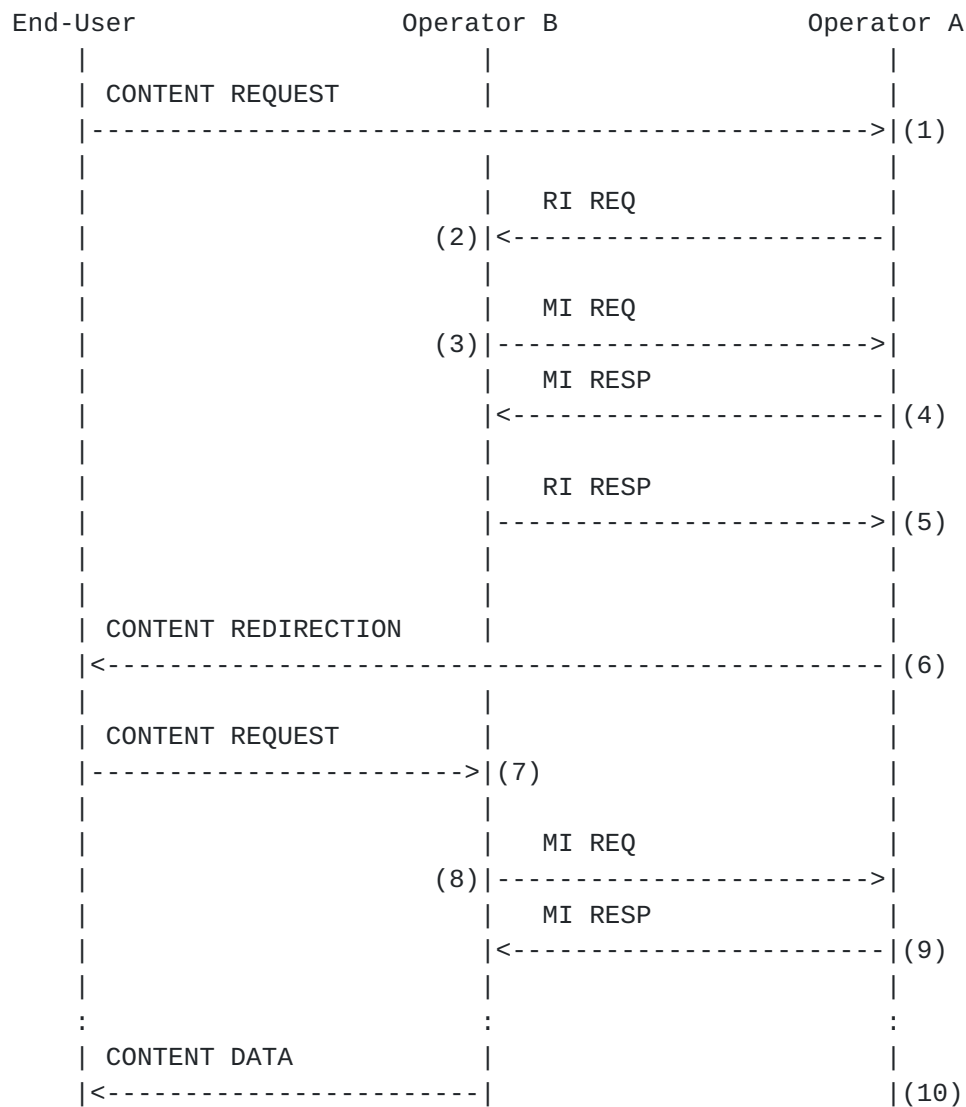 End-User Operator B Operator A
CONTENT REQUEST
(1)
RI REQ
(2)
MI REQ
(3)
MI RESP
(4)
RI RESP
(5)
CONTENT REDIRECTION
(6)
CONTENT REQUEST
(7)
MI REQ
(8)
MI RESP
(9)
: : :
CONTENT DATA
(10)